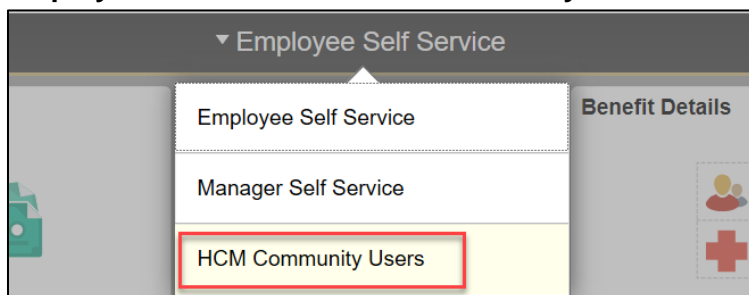 ▼ Employee Self Service
Employee Self Service
Benefit Details
Manager Self Service
HCM Community Users